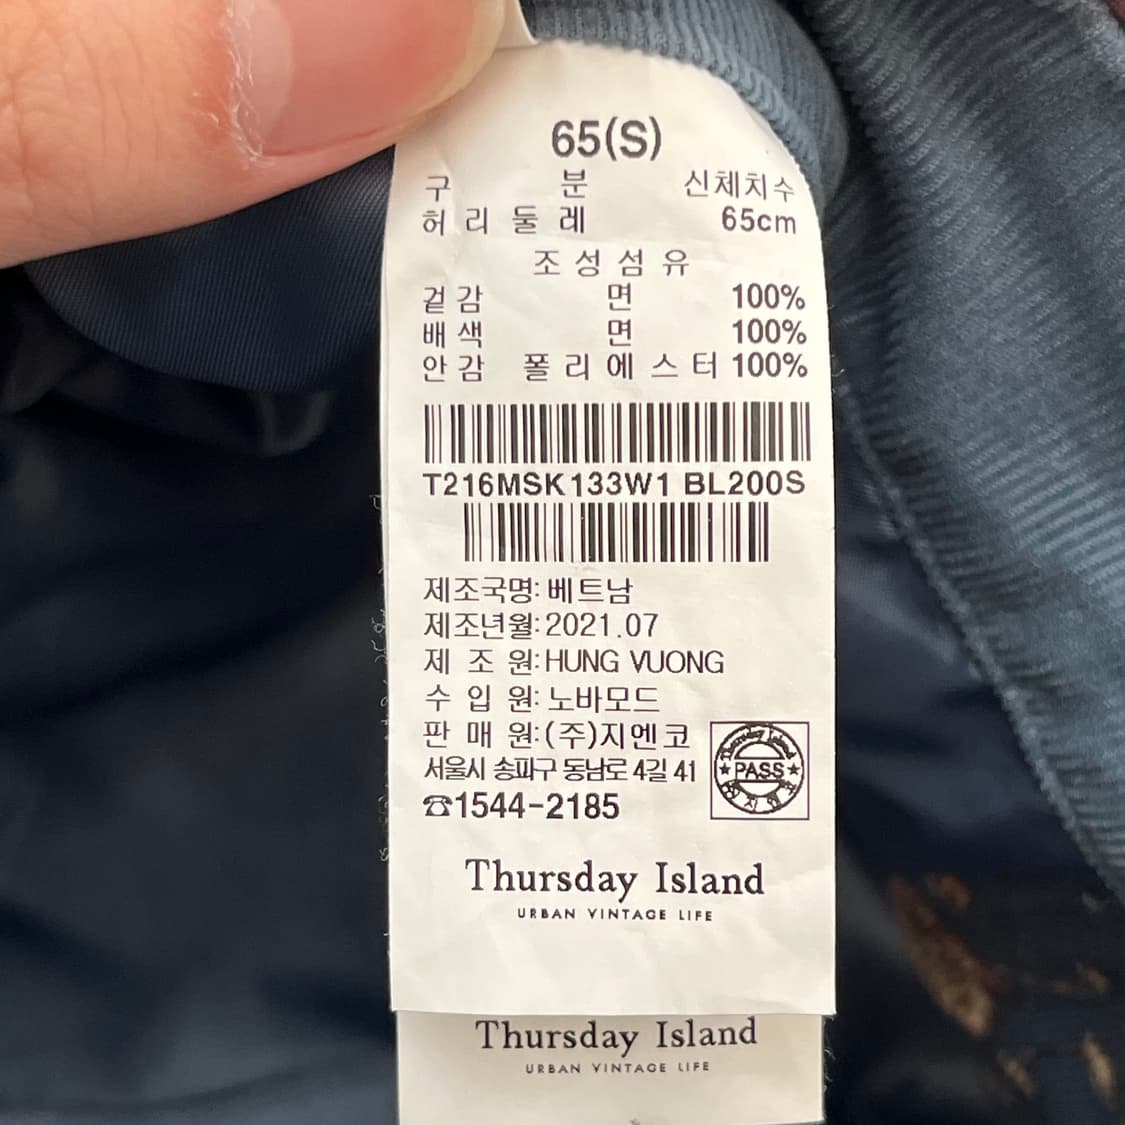 65(S)
구 분 신체치수
허리둘레 65cm
조성섬유
겉감 면 100%
배색 면 100%
안감 폴리에스터 100%
T216MSK133W1 BL200S
제조국명: 베트남
제조년월: 2021.07
제 조 원: HUNG VUONG
수 입 원: 노바모드
판 매 원: (주)지엔코
서울시 송파구 동남로 4길 41
☎1544-2185
Thursday Island
PASS
Thursday Island
URBAN VINTAGE LIFE
Thursday Island
URBAN VINTAGE LIFE